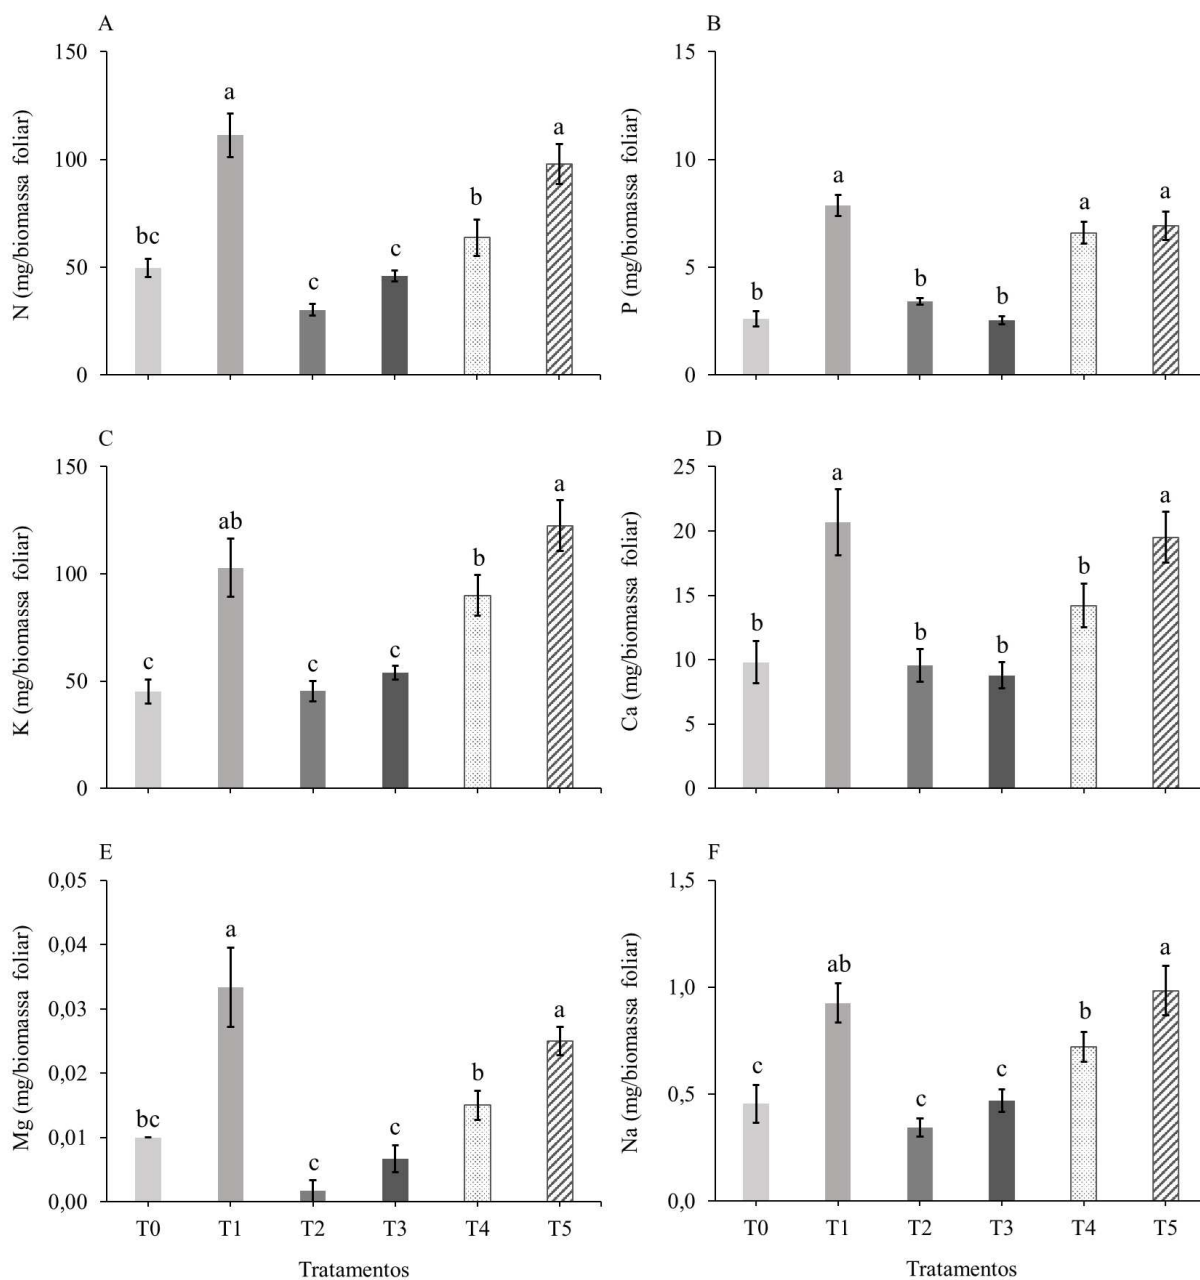 A
N (mg/biomassa foliar)
150
100
50
0
bc
a
c
c
b
a
B
P (mg/biomassa foliar)
15
10
5
0
b
a
b
b
a
a
C
K (mg/biomassa foliar)
150
100
50
0
c
ab
c
c
b
a
D
Ca (mg/biomassa foliar)
25
20
15
10
5
0
b
a
b
b
b
a
E
Mg (mg/biomassa foliar)
0,05
0,04
0,03
0,02
0,01
0,00
bc
a
c
c
b
a
T0 T1 T2 T3 T4 T5
Tratamentos
F
Na (mg/biomassa foliar)
1,5
1,0
0,5
0,0
c
ab
c
c
b
a
T0 T1 T2 T3 T4 T5
Tratamentos